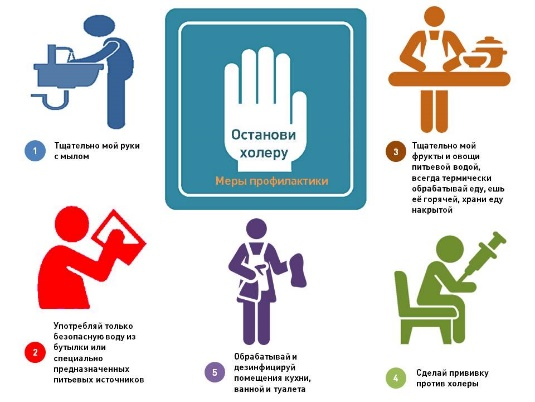 Останови
холеру
Меры профилактики
1
Тщательно мой руки
с мылом
2
Употребляй только
безопасную воду из
бутылки или
специально
предназначенных
питьевых источников
3
Тщательно мой
фрукты и овощи
питьевой водой,
всегда термически
обрабатывай еду, ешь
её горячей, храни еду
накрытой
4
Сделай прививку
против холеры
5
Обрабатывай и
дезинфицируй
помещения кухни,
ванной и туалета